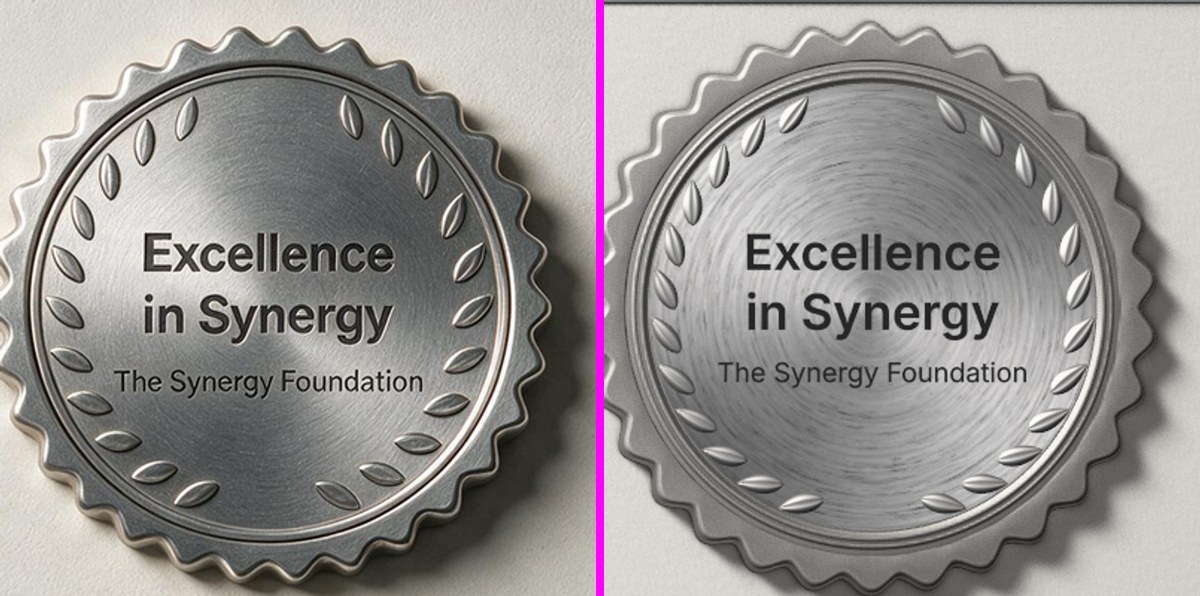 Excellence
in Synergy
The Synergy Foundation
Excellence
in Synergy
The Synergy Foundation